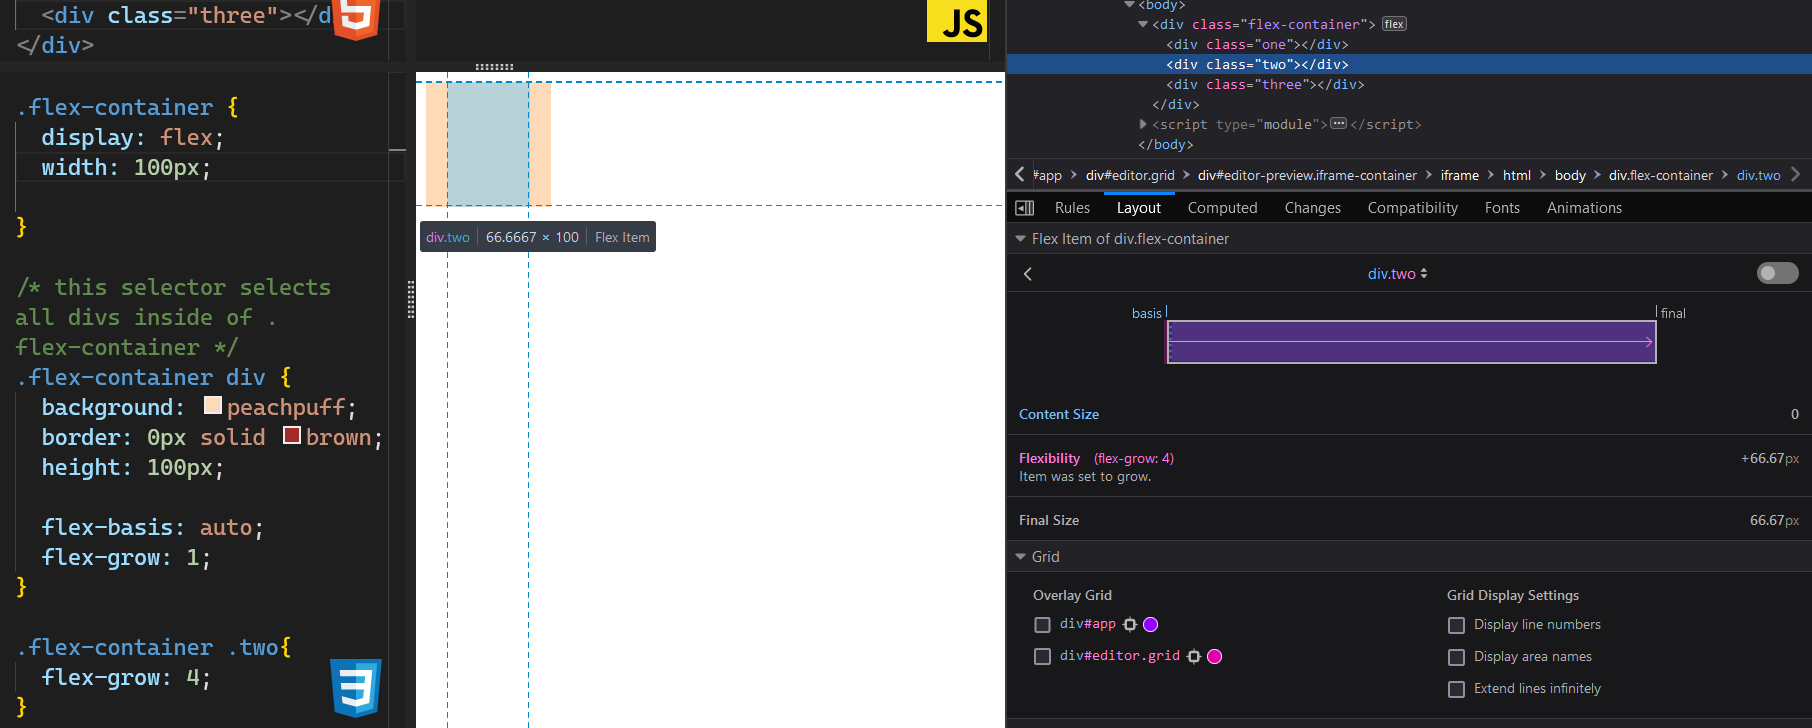 <div class="three"></d
</div>
.flex-container {
display: flex;
width: 100px;
}
/* this selector selects
all divs inside of .
flex-container */
.flex-container div {
background: peachpuff;
border: 0px solid brown;
height: 100px;
flex-basis: auto;
flex-grow: 1;
}
.flex-container .two{
flex-grow: 4;
}
5
3
JS
div.two 66.6667 × 100 Flex Item
<body>
<div class="flex-container"> flex
<div class="one"></div>
<div class="two"></div>
<div class="three"></div>
</div>
<script type="module"></script>
</body>
#app div#editor.grid div#editor-preview.iframe-container iframe html body div.flex-container div.two
Rules Layout Computed Changes Compatibility Fonts Animations
Flex Item of div.flex-container
div.two
basis final
Content Size 0
Flexibility (flex-grow: 4) +66.67px
Item was set to grow.
Final Size 66.67px
Grid
Overlay Grid
div#app
div#editor.grid
Grid Display Settings
Display line numbers
Display area names
Extend lines infinitely